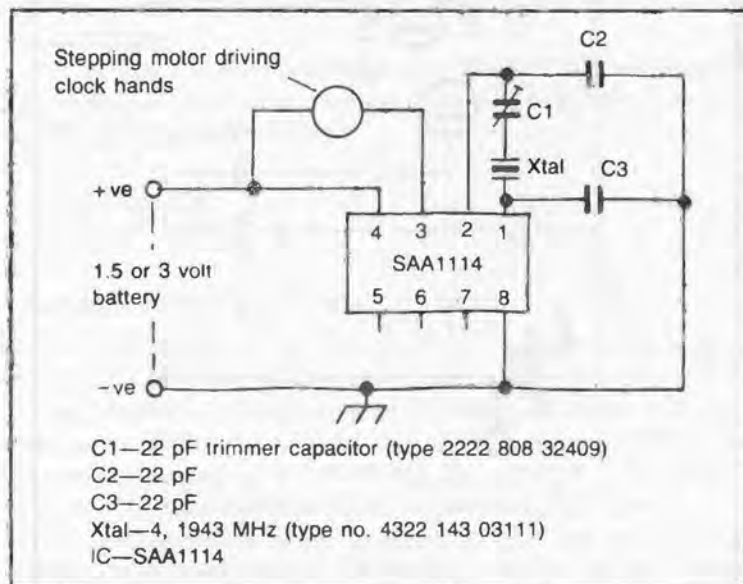 Stepping motor driving
clock hands
C2
C1
Xtal
C3
+ve
4 3 2 1
SAA1114
1.5 or 3 volt
battery
5 6 7 8
−ve
C1—22 pF trimmer capacitor (type 2222 808 32409)
C2—22 pF
C3—22 pF
Xtal—4, 1943 MHz (type no. 4322 143 03111)
IC—SAA1114